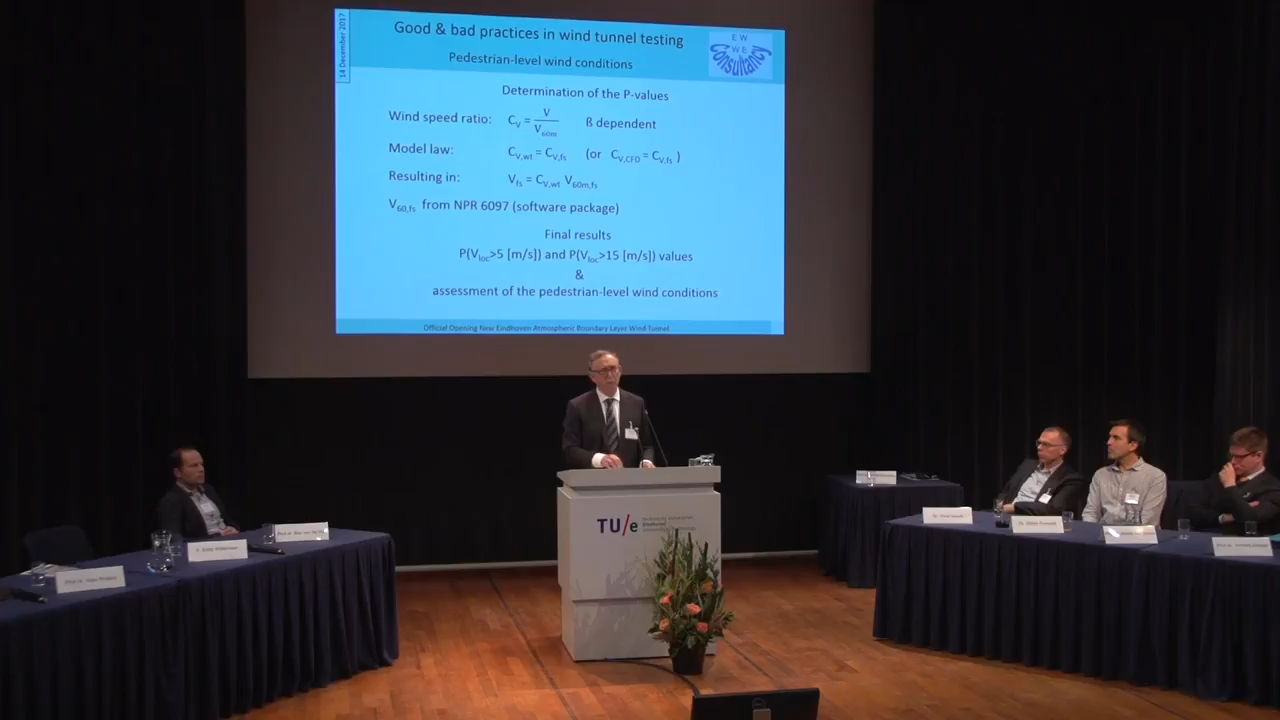 14 December 2017
Good & bad practices in wind tunnel testing
Pedestrian-level wind conditions
E W
W E
Consultancy
Determination of the P-values
Wind speed ratio: C_V = V / V_60m ß dependent
Model law: C_V,wt = C_V,fs (or C_V,CFD = C_V,fs )
Resulting in: V_fs = C_V,wt V_60m,fs
V_60,fs from NPR 6097 (software package)
Final results
P(V_loc>5 [m/s]) and P(V_loc>15 [m/s]) values
&
assessment of the pedestrian-level wind conditions
Official Opening New Eindhoven Atmospheric Boundary Layer Wind Tunnel
TU/e